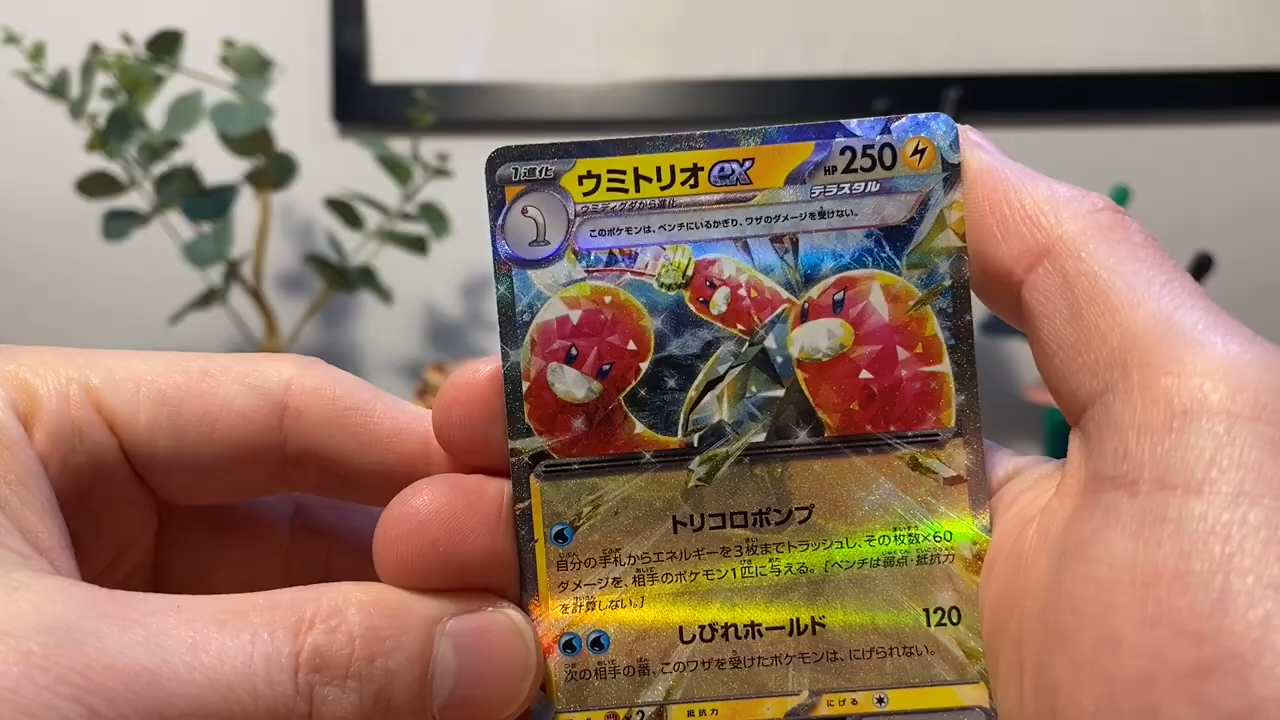 1進化 ウミトリオex HP250
ウミディグダから進化 テラスタル
このポケモンは、ベンチにいるかぎり、ワザのダメージを受けない。
トリコロポンプ
自分の手札からエネルギーを3枚までトラッシュし、その枚数×60
ダメージを、相手のポケモン1匹に与える。[ベンチは弱点・抵抗力
を計算しない。]
しびれホールド 120
次の相手の番、このワザを受けたポケモンは、にげられない。
×2 抵抗力 にげる